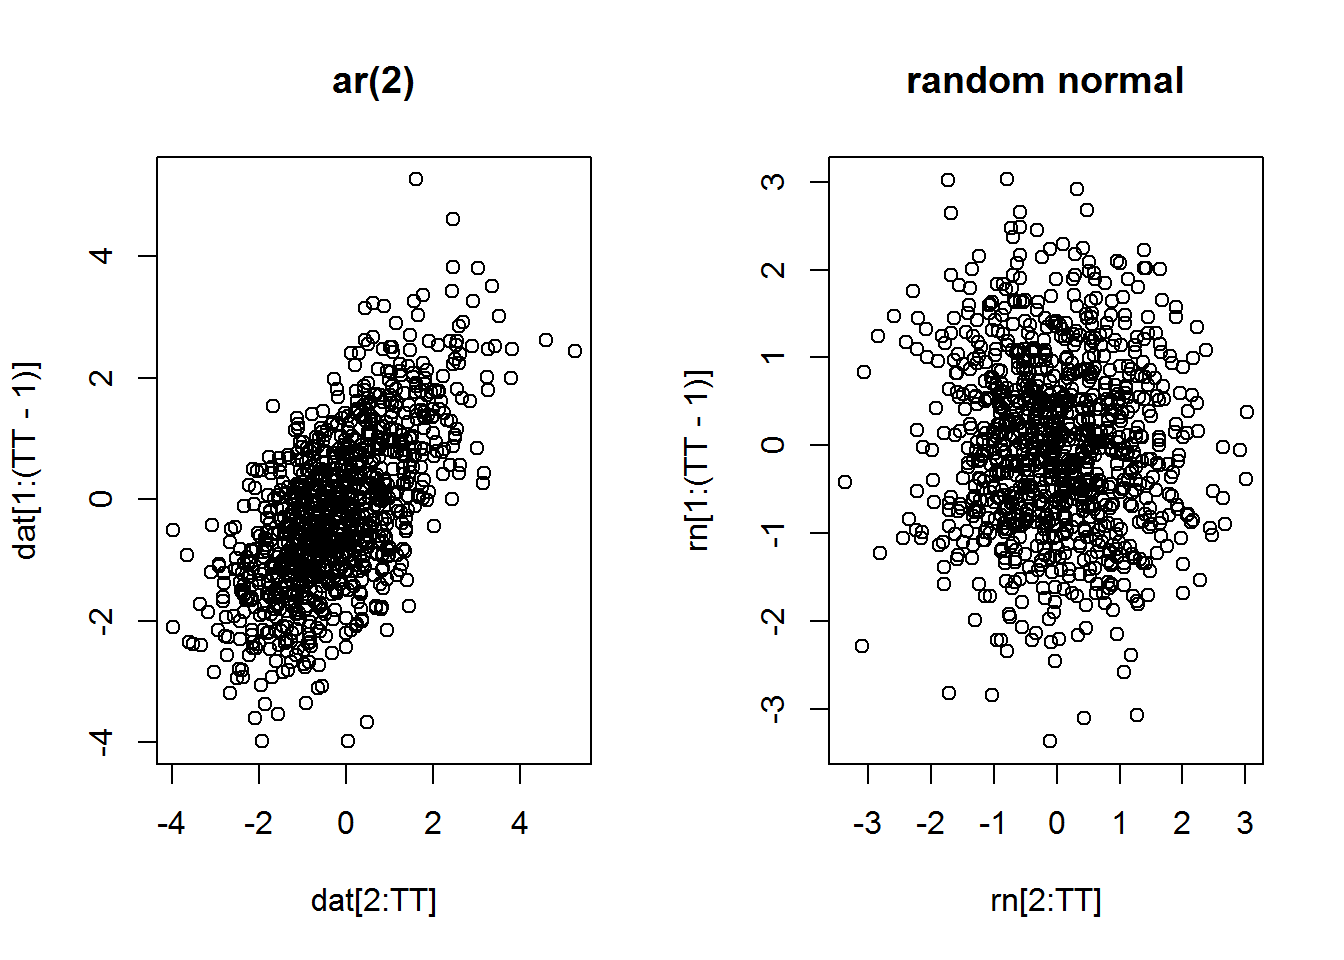 ar(2)
dat[1:(TT - 1)]
4
2
0
-2
-4
-4 -2 0 2 4
dat[2:TT]
random normal
rn[1:(TT - 1)]
3
2
1
0
-1
-2
-3
-3 -2 -1 0 1 2 3
rn[2:TT]